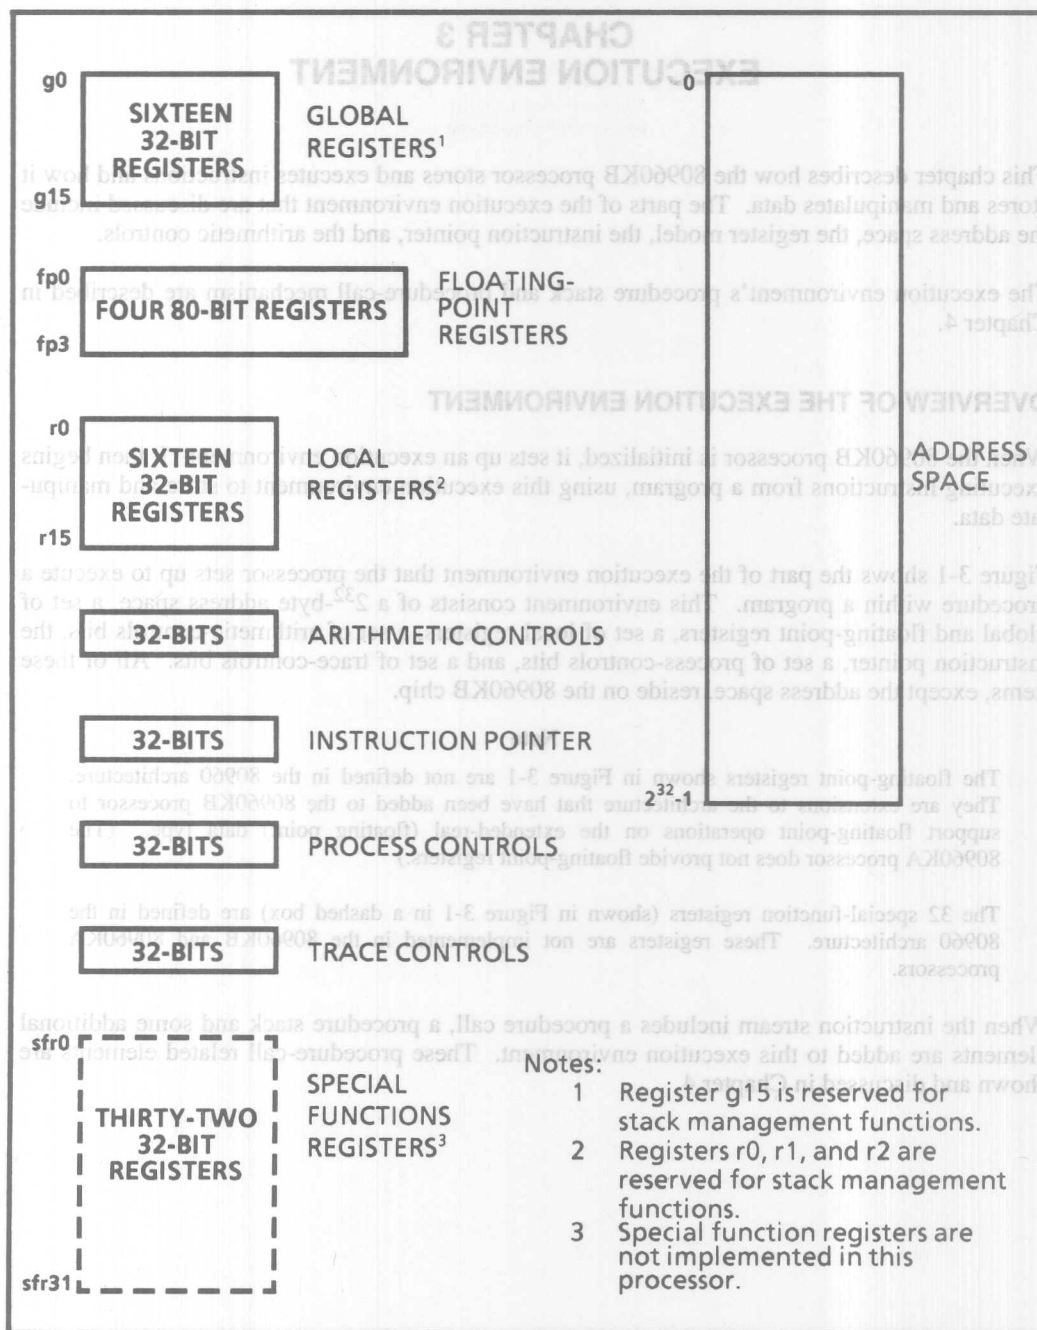 g0
SIXTEEN
32-BIT
REGISTERS
g15
GLOBAL
REGISTERS¹
fp0
FOUR 80-BIT REGISTERS
fp3
FLOATING-
POINT
REGISTERS
r0
SIXTEEN
32-BIT
REGISTERS
r15
LOCAL
REGISTERS²
32-BITS
ARITHMETIC CONTROLS
32-BITS
INSTRUCTION POINTER
32-BITS
PROCESS CONTROLS
32-BITS
TRACE CONTROLS
sfr0
THIRTY-TWO
32-BIT
REGISTERS
sfr31
SPECIAL
FUNCTIONS
REGISTERS³
0
ADDRESS
SPACE
2³²-1
Notes:
1 Register g15 is reserved for
stack management functions.
2 Registers r0, r1, and r2 are
reserved for stack management
functions.
3 Special function registers are
not implemented in this
processor.